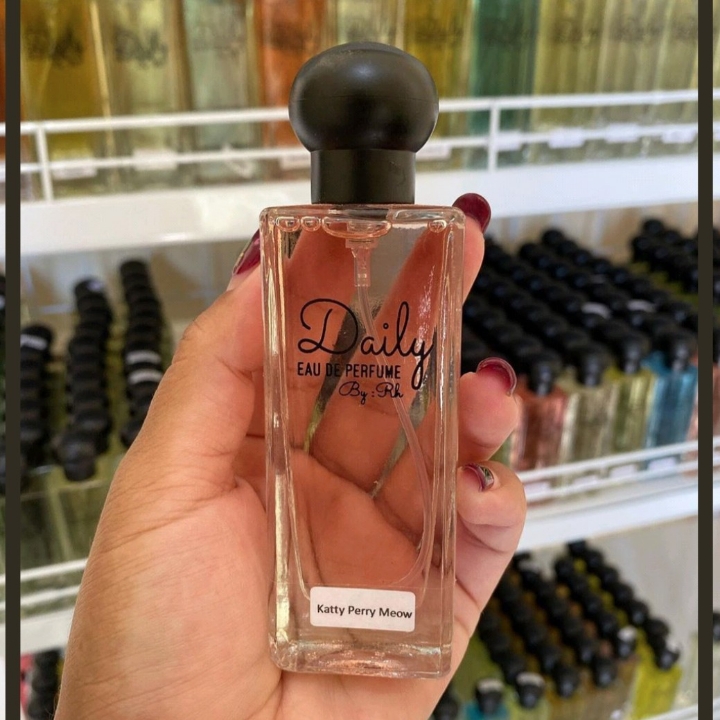 Daily
EAU DE PERFUME
By: Rh
Katty Perry Meow